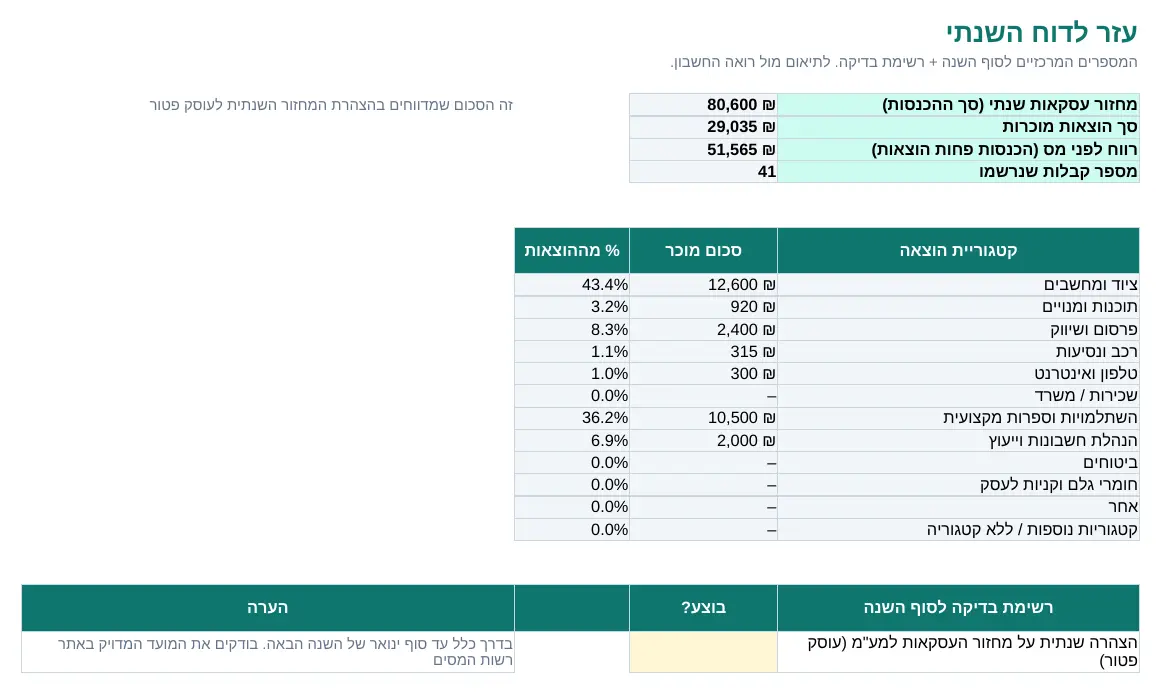 עזר לדוח השנתי
המספרים המרכזיים לסוף השנה + רשימת בדיקה. לתיאום מול רואה החשבון.
מחזור עסקאות שנתי (סך ההכנסות) 80,600 ₪ זה הסכום שמדווחים בהצהרת המחזור השנתית לעוסק פטור
סך הוצאות מוכרות 29,035 ₪
רווח לפני מס (הכנסות פחות הוצאות) 51,565 ₪
מספר קבלות שנרשמו 41
קטגוריית הוצאה סכום מוכר % מההוצאות
ציוד ומחשבים 12,600 ₪ 43.4%
תוכנות ומנויים 920 ₪ 3.2%
פרסום ושיווק 2,400 ₪ 8.3%
רכב ונסיעות 315 ₪ 1.1%
טלפון ואינטרנט 300 ₪ 1.0%
שכירות / משרד – 0.0%
השתלמויות וספרות מקצועית 10,500 ₪ 36.2%
הנהלת חשבונות וייעוץ 2,000 ₪ 6.9%
ביטוחים – 0.0%
חומרי גלם וקניות לעסק – 0.0%
אחר – 0.0%
קטגוריות נוספות / ללא קטגוריה – 0.0%
רשימת בדיקה לסוף השנה בוצע? הערה
הצהרה שנתית על מחזור העסקאות למע"מ (עוסק
פטור)
בדרך כלל עד סוף ינואר של השנה הבאה. בודקים את המועד המדויק באתר
רשות המסים